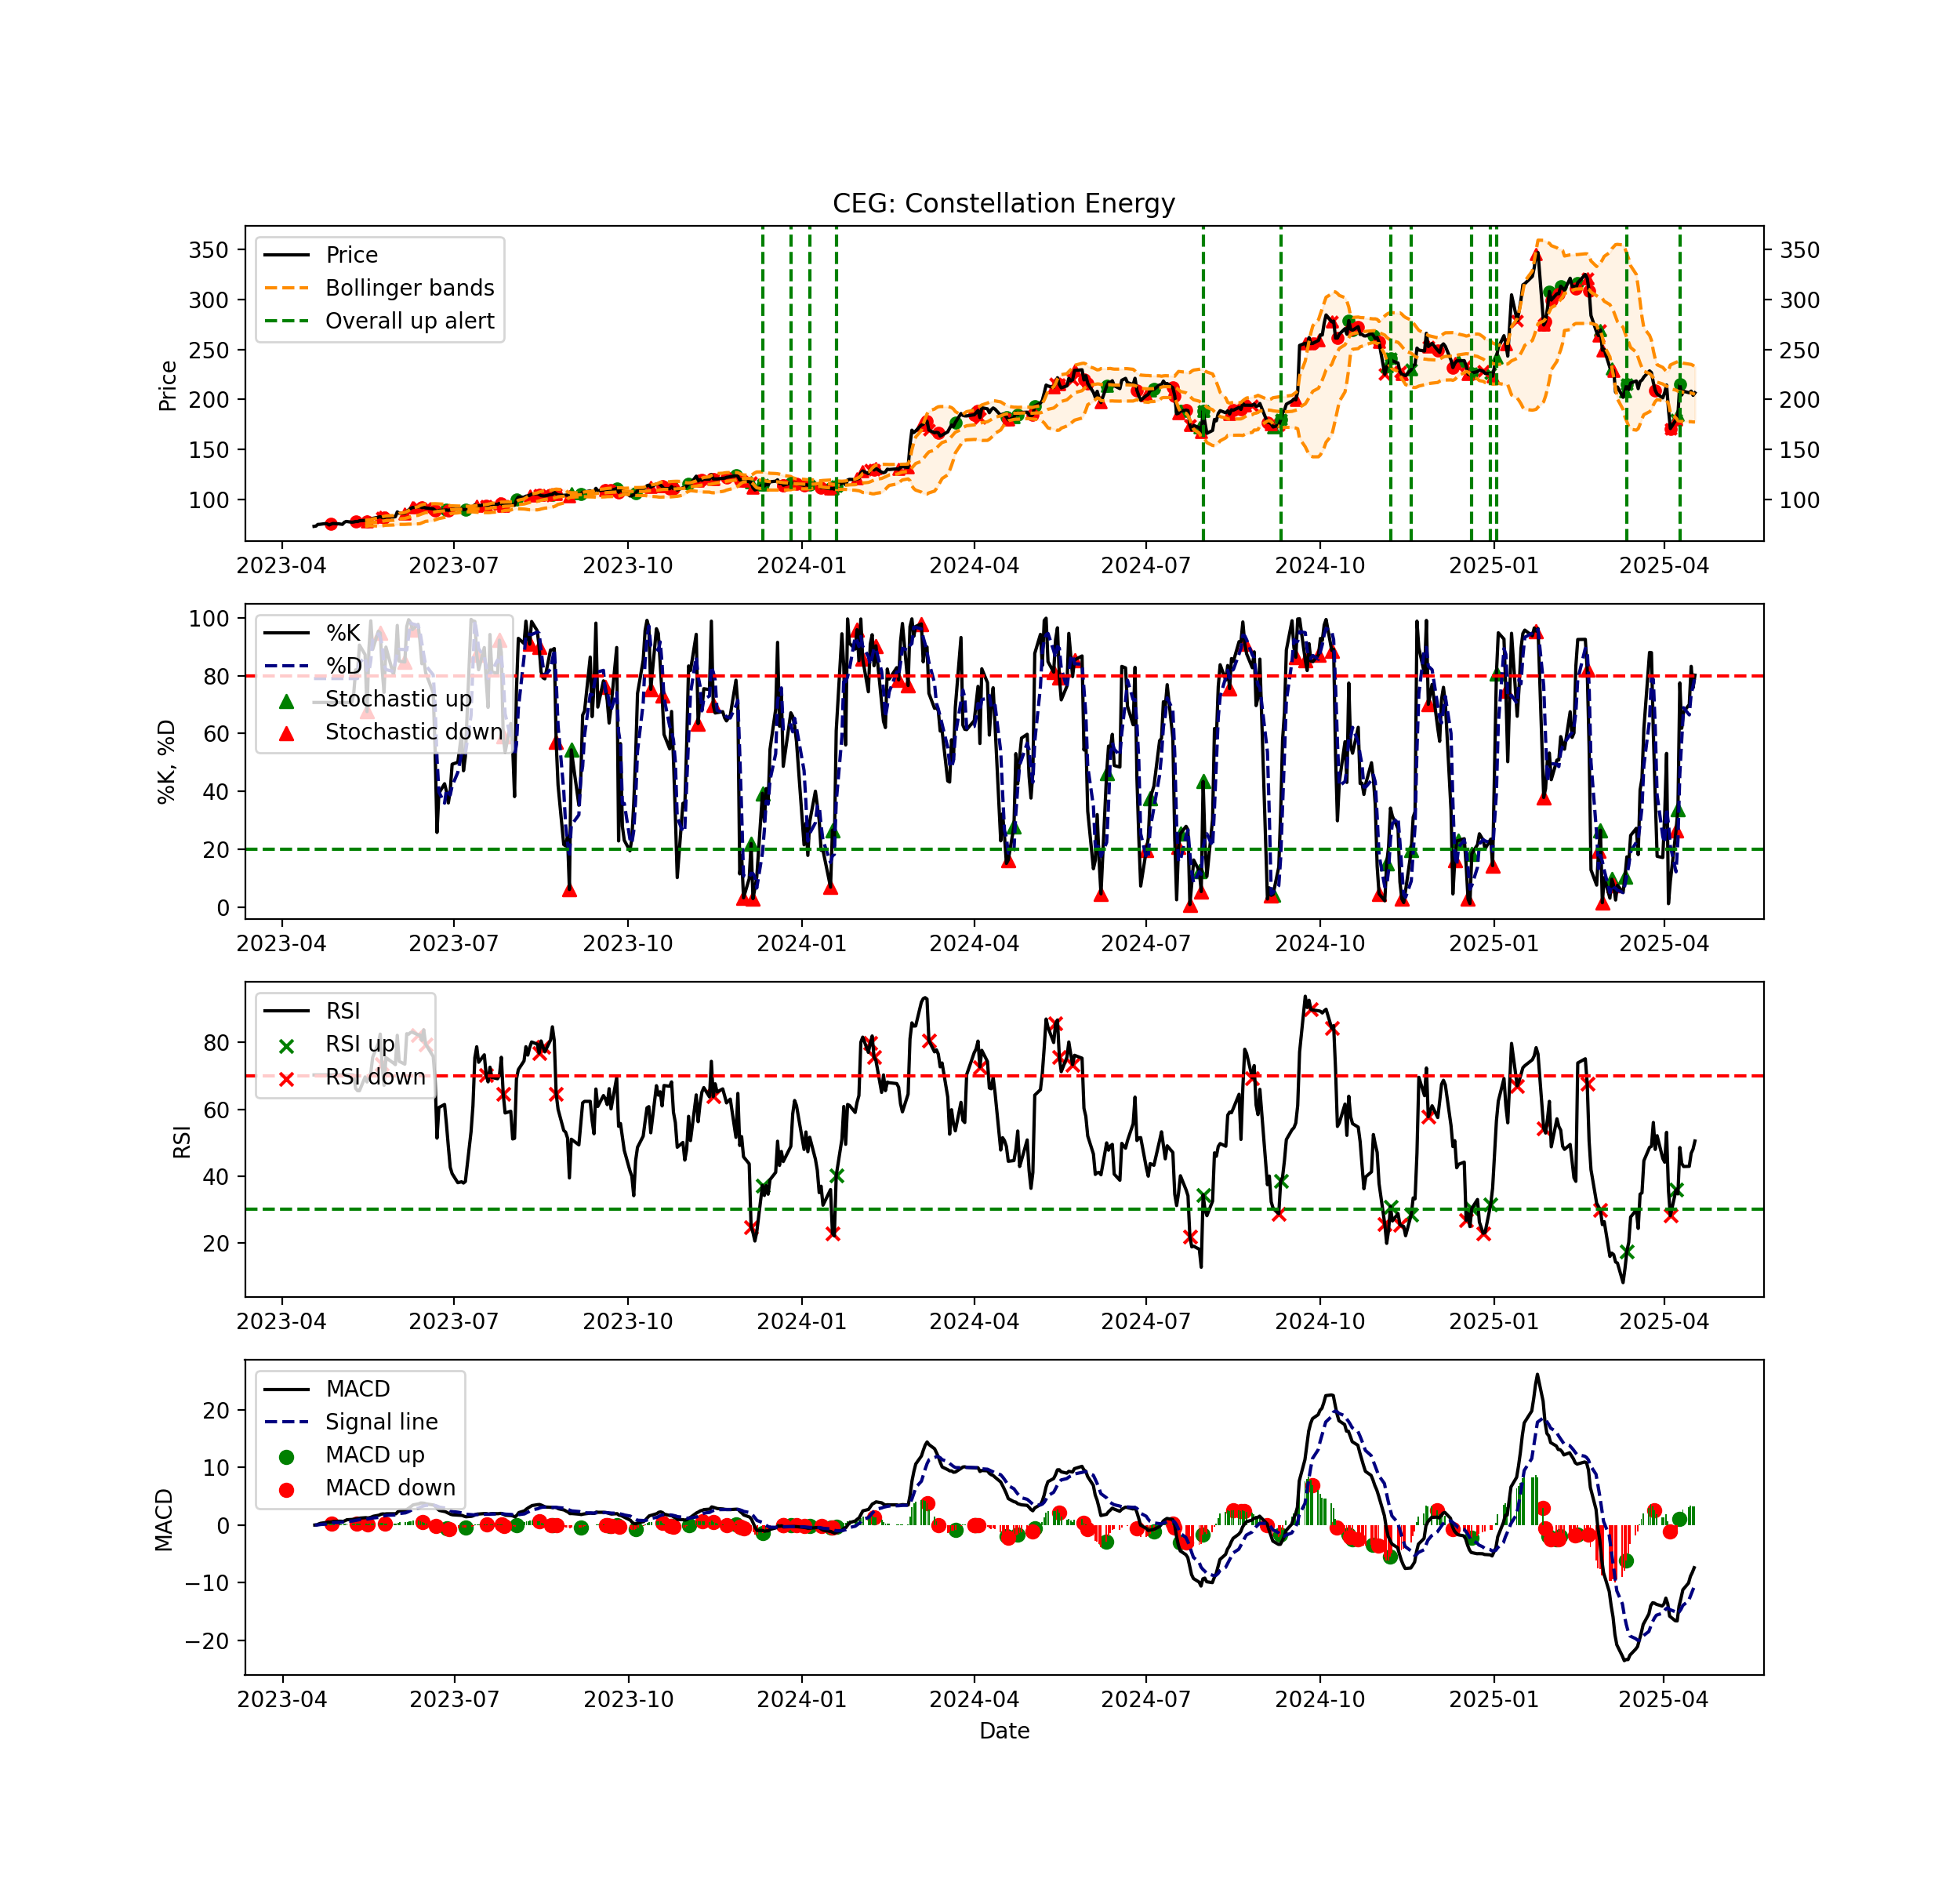 CEG: Constellation Energy
Price
350
300
250
200
150
100
350
300
250
200
150
100
Price
Bollinger bands
Overall up alert
2023-04 2023-07 2023-10 2024-01 2024-04 2024-07 2024-10 2025-01 2025-04
%K, %D
100
80
60
40
20
0
%K
%D
Stochastic up
Stochastic down
2023-04 2023-07 2023-10 2024-01 2024-04 2024-07 2024-10 2025-01 2025-04
RSI
80
60
40
20
RSI
RSI up
RSI down
2023-04 2023-07 2023-10 2024-01 2024-04 2024-07 2024-10 2025-01 2025-04
MACD
20
10
0
−10
−20
MACD
Signal line
MACD up
MACD down
2023-04 2023-07 2023-10 2024-01 2024-04 2024-07 2024-10 2025-01 2025-04
Date